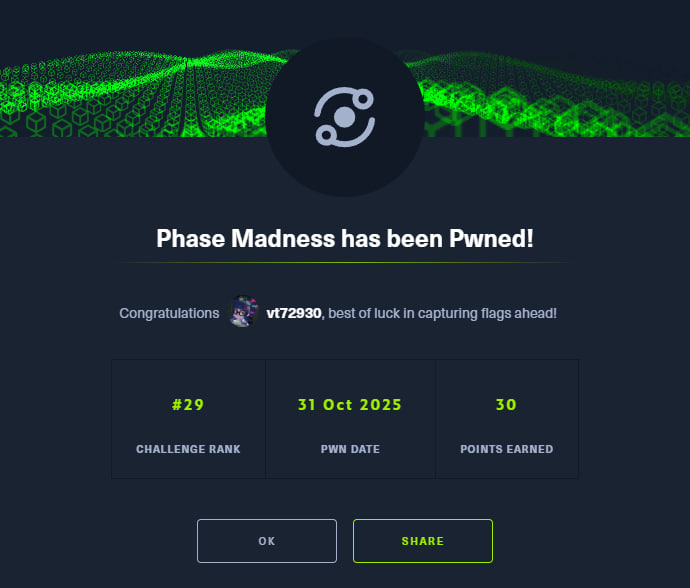 Phase Madness has been Pwned!
Congratulations vt72930, best of luck in capturing flags ahead!
#29 31 Oct 2025 30
CHALLENGE RANK PWN DATE POINTS EARNED
OK SHARE